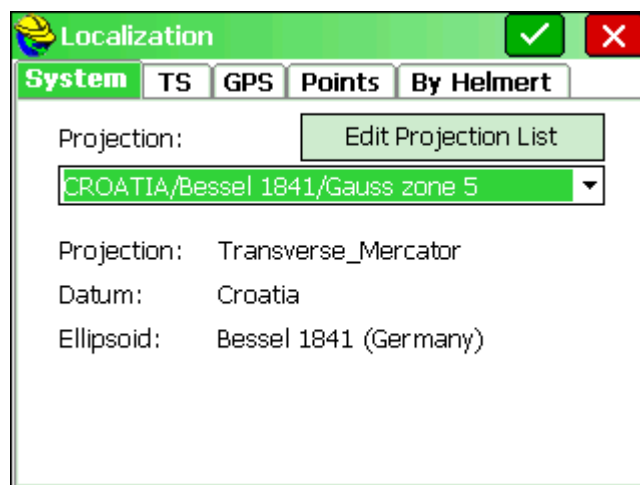 Localization
System TS GPS Points By Helmert
Projection: Edit Projection List
CROATIA/Bessel 1841/Gauss zone 5
Projection: Transverse_Mercator
Datum: Croatia
Ellipsoid: Bessel 1841 (Germany)